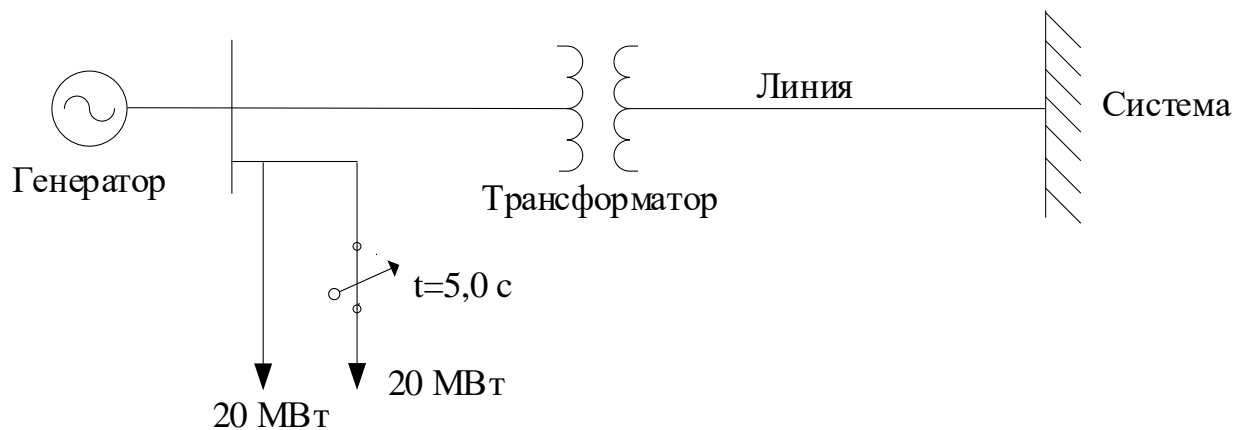 Линия
Система
Генератор
Трансформатор
t=5,0 с
20 МВт
20 МВт